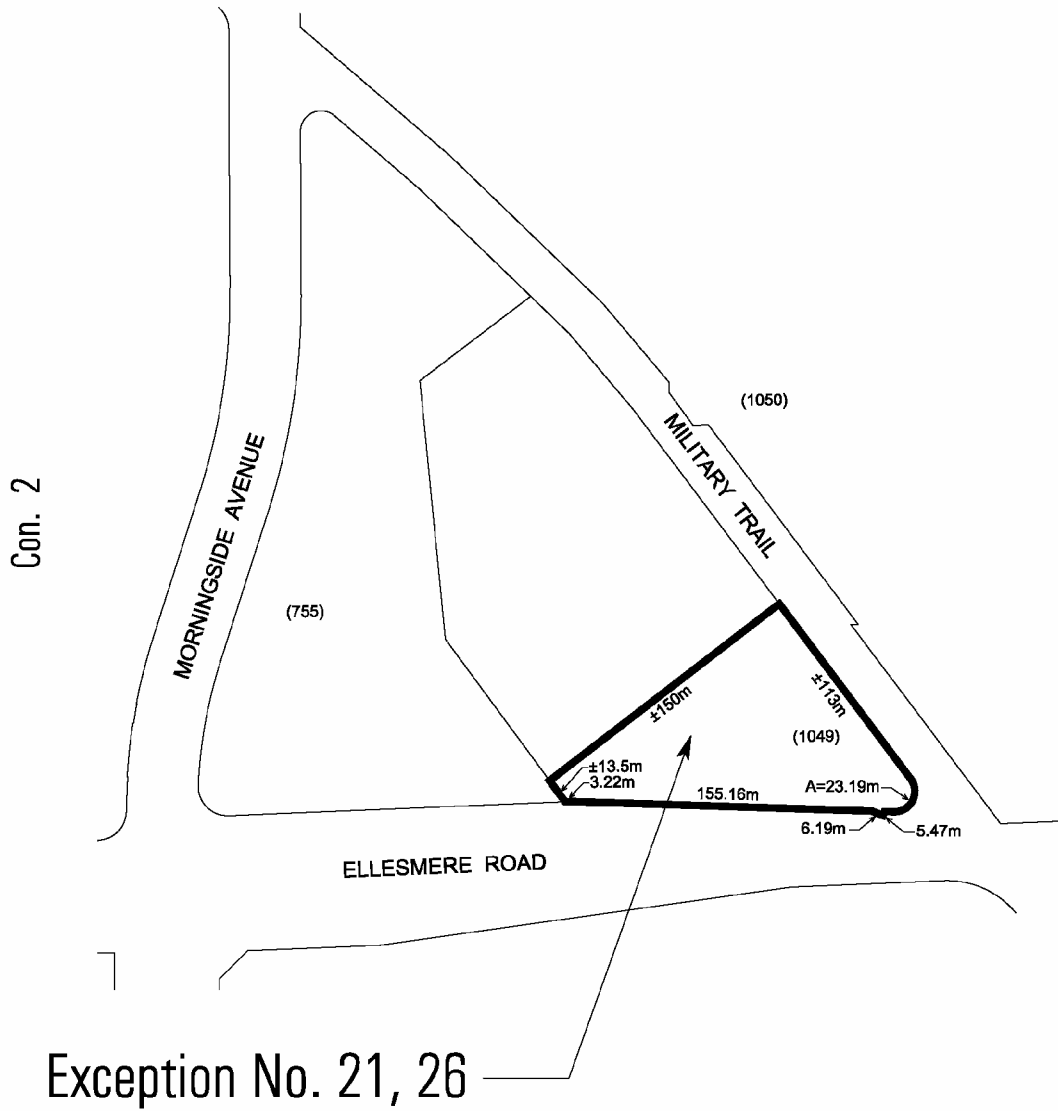 (1050)
MILITARY TRAIL
Con. 2
MORNINGSIDE AVENUE
(755)
±150m
±113m
(1049)
±13.5m
3.22m
155.16m
A=23.19m
6.19m
5.47m
ELLESMERE ROAD
Exception No. 21, 26